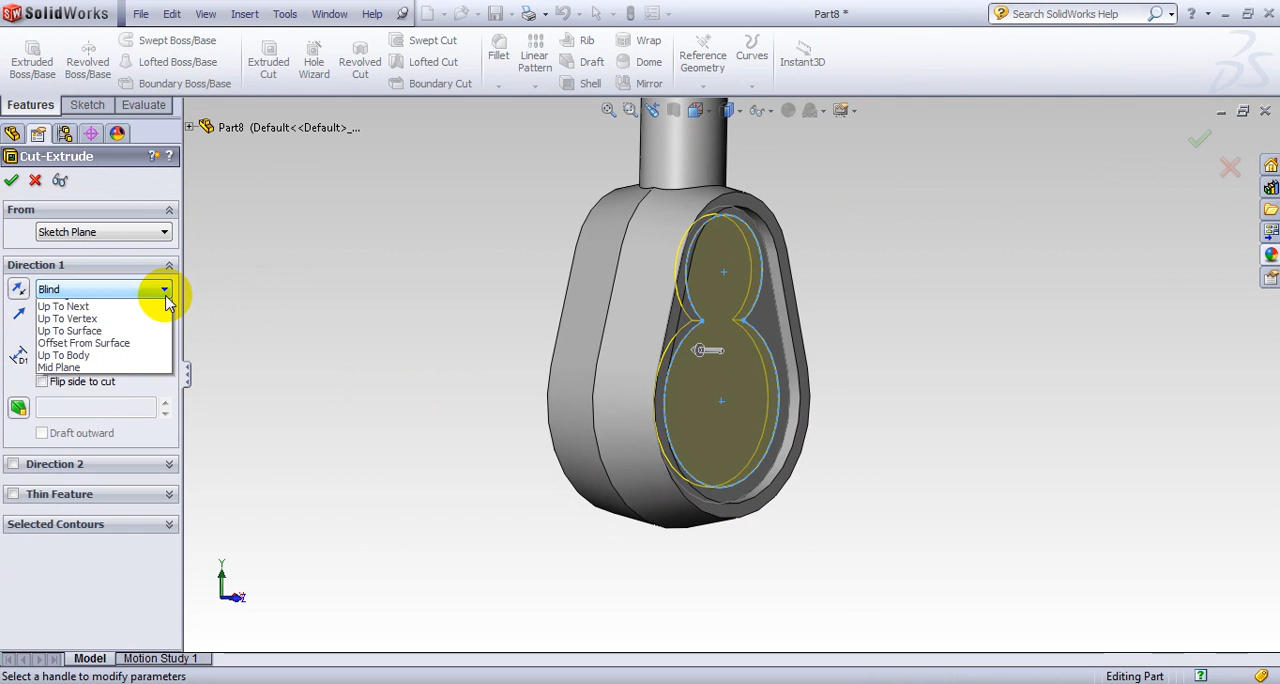 SolidWorks File Edit View Insert Tools Window Help Part8 * Search SolidWorks Help
Extruded Boss/Base
Revolved Boss/Base
Swept Boss/Base
Lofted Boss/Base
Boundary Boss/Base
Extruded Cut
Hole Wizard
Revolved Cut
Swept Cut
Lofted Cut
Boundary Cut
Fillet
Linear Pattern
Rib
Draft
Shell
Wrap
Dome
Mirror
Reference Geometry
Curves
Instant3D
Features Sketch Evaluate
Part8 (Default<<Default>_...
Cut-Extrude
From
Sketch Plane
Direction 1
Blind
Up To Next
Up To Vertex
Up To Surface
Offset From Surface
Up To Body
Mid Plane
D1
Flip side to cut
Draft outward
Direction 2
Thin Feature
Selected Contours
Y
Z
Model Motion Study 1
Select a handle to modify parameters Editing Part